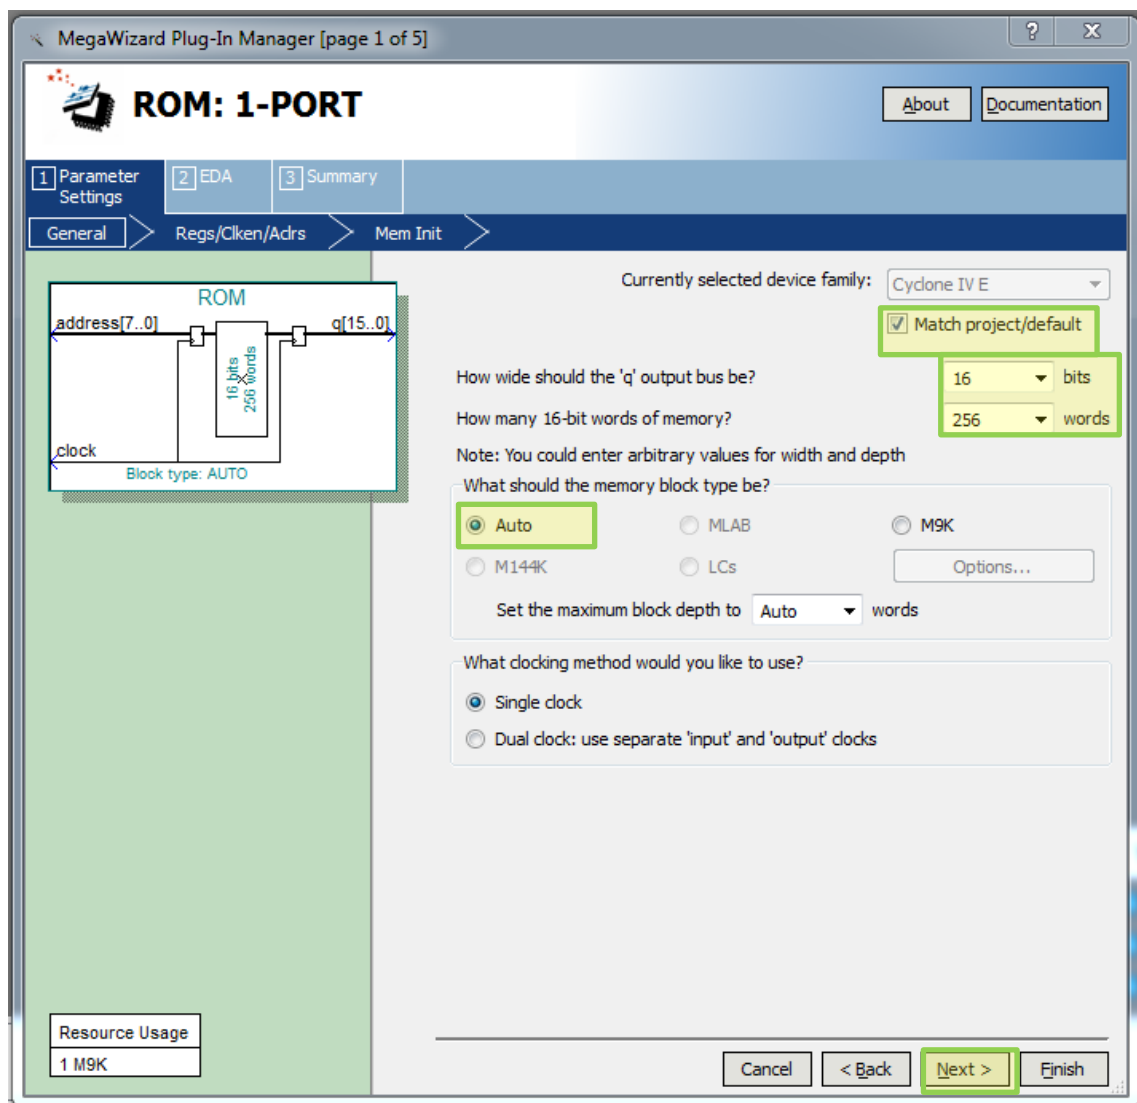 MegaWizard Plug-In Manager [page 1 of 5]
ROM: 1-PORT
About
Documentation
1 Parameter Settings
2 EDA
3 Summary
General
Regs/Clken/Aclrs
Mem Init
ROM
address[7..0]
q[15..0]
16 bits
256 words
clock
Block type: AUTO
Currently selected device family:
Cyclone IV E
Match project/default
How wide should the 'q' output bus be?
16
bits
How many 16-bit words of memory?
256
words
Note: You could enter arbitrary values for width and depth
What should the memory block type be?
Auto
MLAB
M9K
M144K
LCs
Options...
Set the maximum block depth to
Auto
words
What clocking method would you like to use?
Single clock
Dual clock: use separate 'input' and 'output' clocks
Resource Usage
1 M9K
Cancel
< Back
Next >
Finish